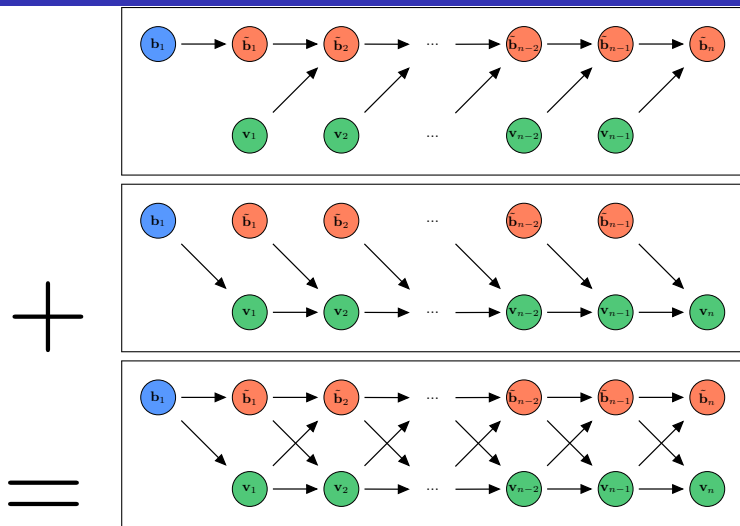 b₁ b̃₁ b̃₂ ... b̃ₙ₋₂ b̃ₙ₋₁ b̃ₙ
v₁ v₂ ... vₙ₋₂ vₙ₋₁
+
b₁ b̃₁ b̃₂ ... b̃ₙ₋₂ b̃ₙ₋₁
v₁ v₂ ... vₙ₋₂ vₙ₋₁ vₙ
=
b₁ b̃₁ b̃₂ ... b̃ₙ₋₂ b̃ₙ₋₁ b̃ₙ
v₁ v₂ ... vₙ₋₂ vₙ₋₁ vₙ